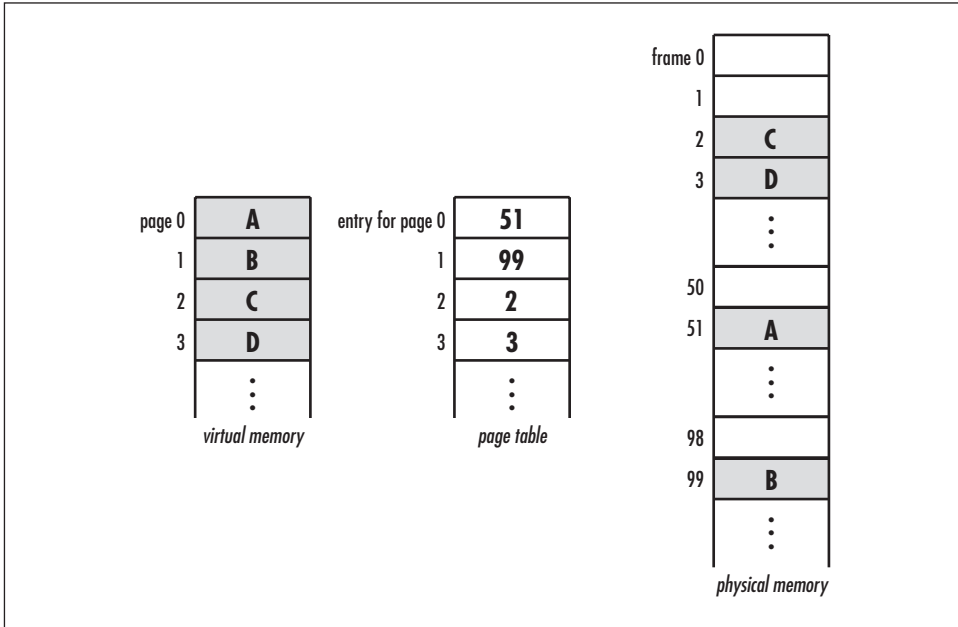 page 0 A
1 B
2 C
3 D
virtual memory
entry for page 0 51
1 99
2 2
3 3
page table
frame 0
1
2 C
3 D
50
51 A
98
99 B
physical memory